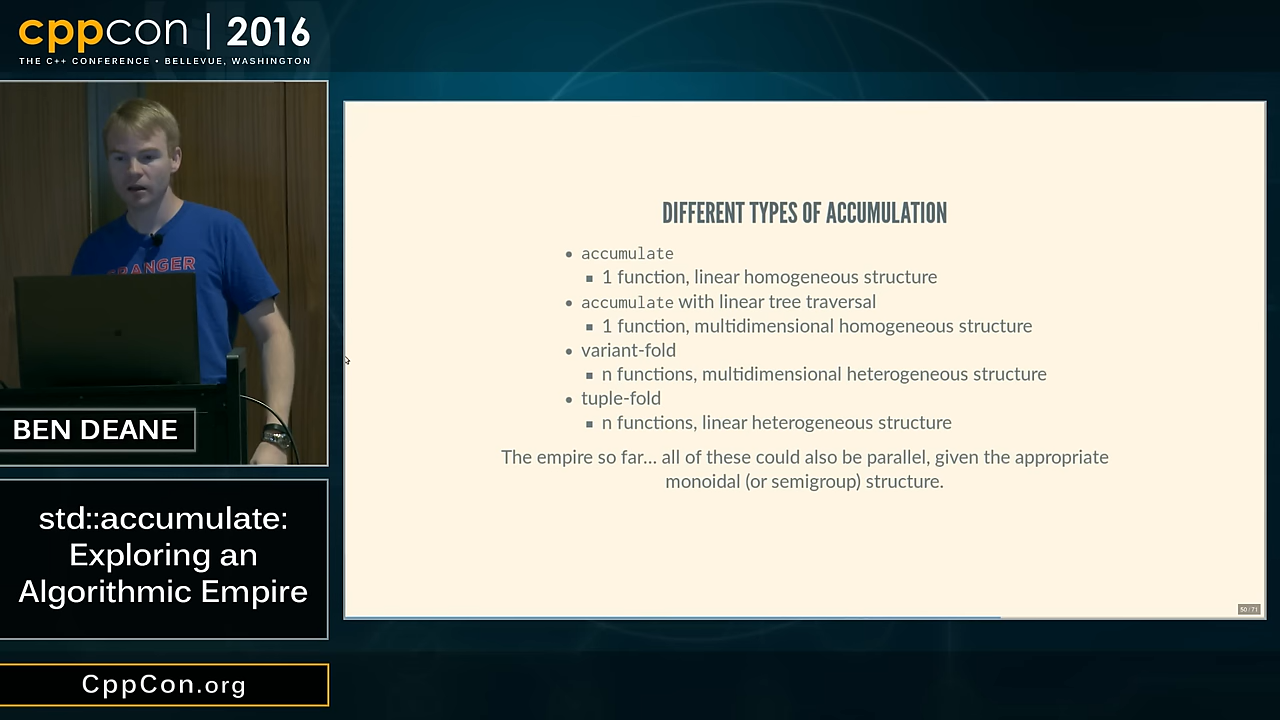 cppcon | 2016
THE C++ CONFERENCE • BELLEVUE, WASHINGTON
RANGER
BEN DEANE
std::accumulate:
Exploring an
Algorithmic Empire
CppCon.org
DIFFERENT TYPES OF ACCUMULATION
• accumulate
▪ 1 function, linear homogeneous structure
• accumulate with linear tree traversal
▪ 1 function, multidimensional homogeneous structure
• variant-fold
▪ n functions, multidimensional heterogeneous structure
• tuple-fold
▪ n functions, linear heterogeneous structure
The empire so far... all of these could also be parallel, given the appropriate
monoidal (or semigroup) structure.
50/71